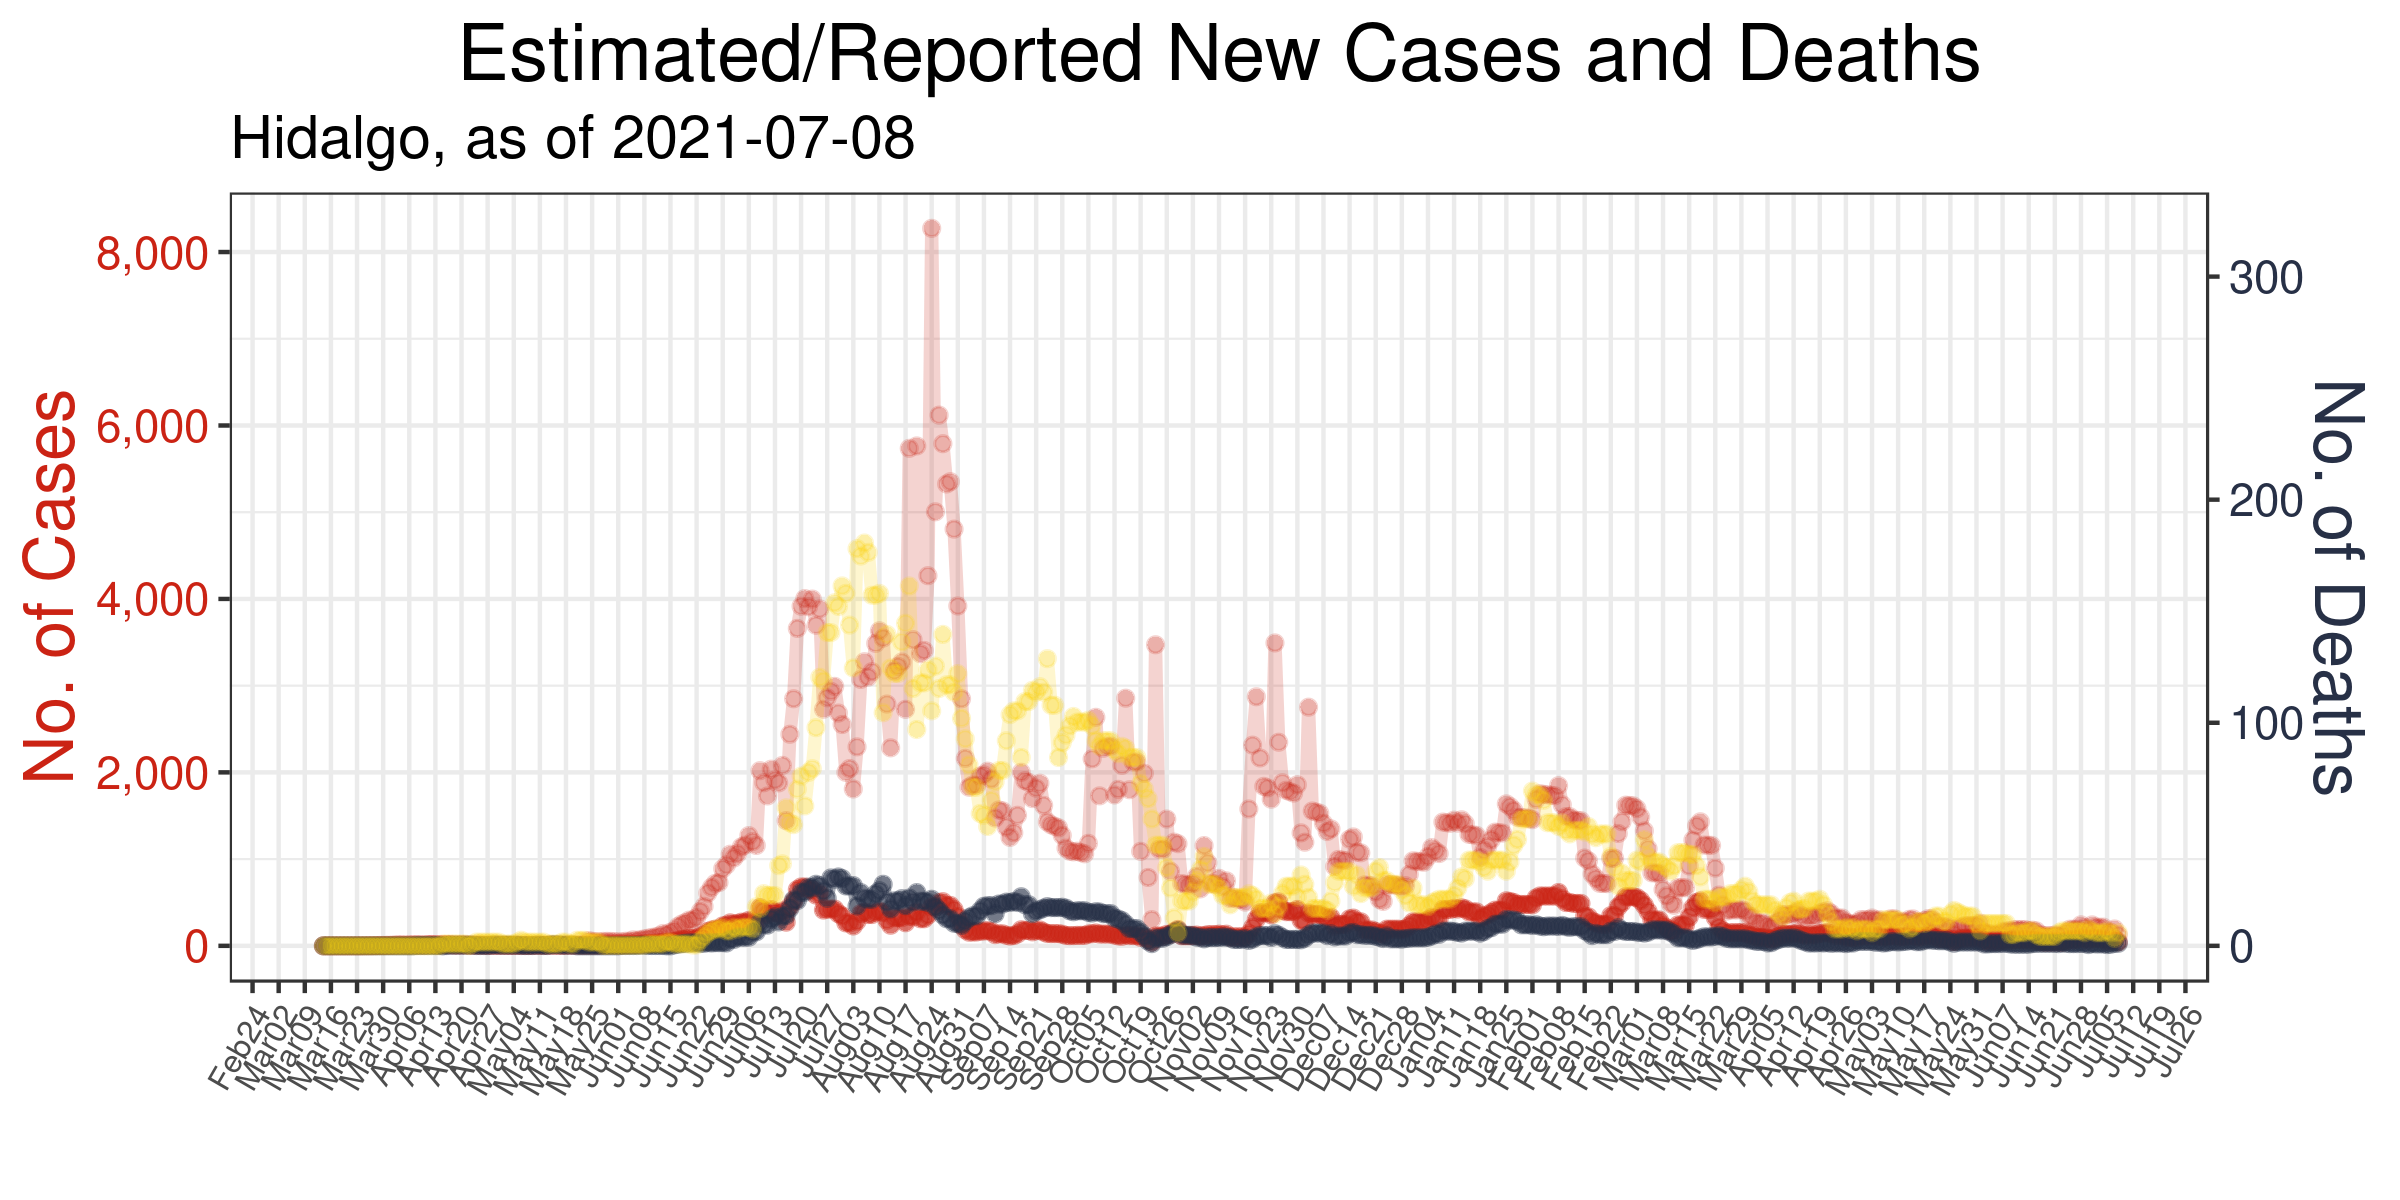 Estimated/Reported New Cases and Deaths
Hidalgo, as of 2021-07-08
No. of Cases
8,000
6,000
4,000
2,000
0
300
200
100
0
No. of Deaths
Feb24
Mar02
Mar09
Mar16
Mar23
Mar30
Apr06
Apr13
Apr20
Apr27
May04
May11
May18
May25
Jun01
Jun08
Jun15
Jun22
Jun29
Jul06
Jul13
Jul20
Jul27
Aug03
Aug10
Aug17
Aug24
Aug31
Sep07
Sep14
Sep21
Sep28
Oct05
Oct12
Oct19
Oct26
Nov02
Nov09
Nov16
Nov23
Nov30
Dec07
Dec14
Dec21
Dec28
Jan04
Jan11
Jan18
Jan25
Feb01
Feb08
Feb15
Feb22
Mar01
Mar08
Mar15
Mar22
Mar29
Apr05
Apr12
Apr19
Apr26
May03
May10
May17
May24
May31
Jun07
Jun14
Jun21
Jun28
Jul05
Jul12
Jul19
Jul26